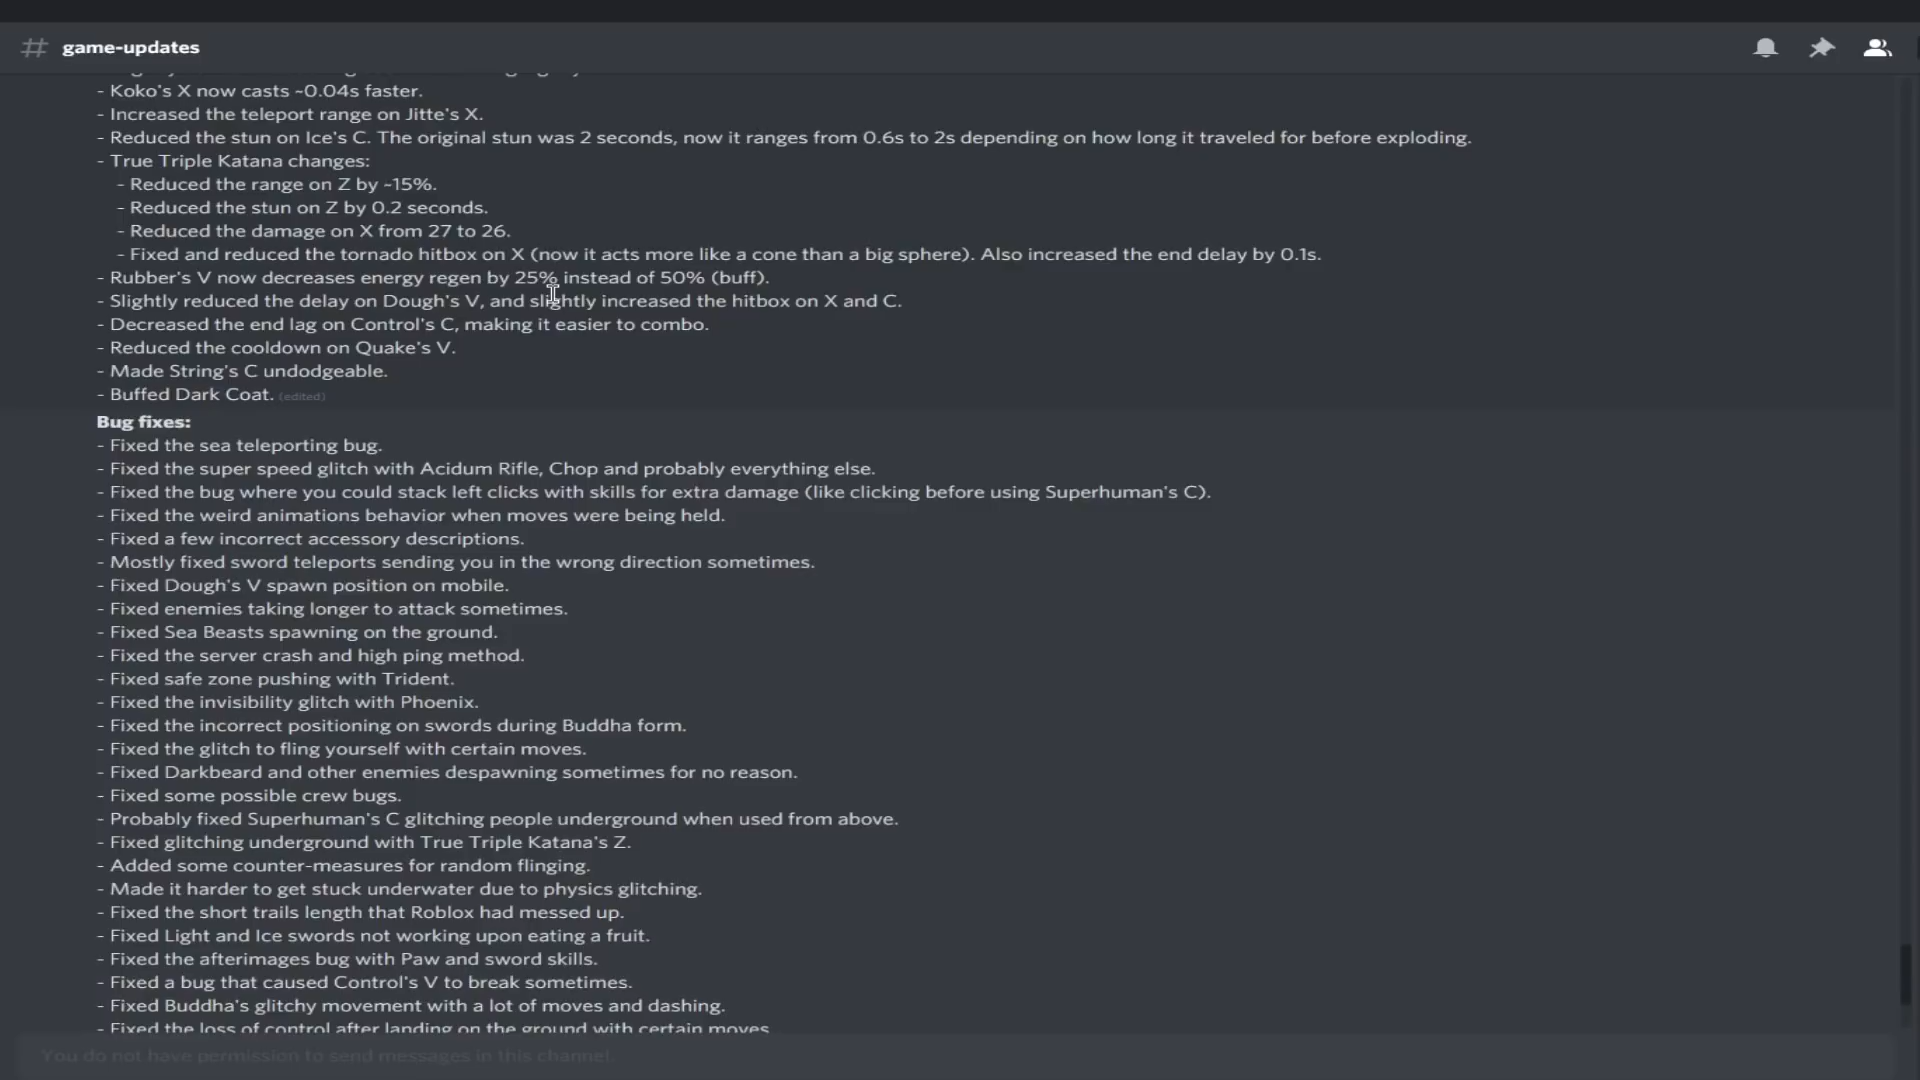 # game-updates
- Koko's X now casts ~0.04s faster.
- Increased the teleport range on Jitte's X.
- Reduced the stun on Ice's C. The original stun was 2 seconds, now it ranges from 0.6s to 2s depending on how long it traveled for before exploding.
- True Triple Katana changes:
- Reduced the range on Z by ~15%.
- Reduced the stun on Z by 0.2 seconds.
- Reduced the damage on X from 27 to 26.
- Fixed and reduced the tornado hitbox on X (now it acts more like a cone than a big sphere). Also increased the end delay by 0.1s.
- Rubber's V now decreases energy regen by 25% instead of 50% (buff).
- Slightly reduced the delay on Dough's V, and slightly increased the hitbox on X and C.
- Decreased the end lag on Control's C, making it easier to combo.
- Reduced the cooldown on Quake's V.
- Made String's C undodgeable.
- Buffed Dark Coat. (edited)
Bug fixes:
- Fixed the sea teleporting bug.
- Fixed the super speed glitch with Acidum Rifle, Chop and probably everything else.
- Fixed the bug where you could stack left clicks with skills for extra damage (like clicking before using Superhuman's C).
- Fixed the weird animations behavior when moves were being held.
- Fixed a few incorrect accessory descriptions.
- Mostly fixed sword teleports sending you in the wrong direction sometimes.
- Fixed Dough's V spawn position on mobile.
- Fixed enemies taking longer to attack sometimes.
- Fixed Sea Beasts spawning on the ground.
- Fixed the server crash and high ping method.
- Fixed safe zone pushing with Trident.
- Fixed the invisibility glitch with Phoenix.
- Fixed the incorrect positioning on swords during Buddha form.
- Fixed the glitch to fling yourself with certain moves.
- Fixed Darkbeard and other enemies despawning sometimes for no reason.
- Fixed some possible crew bugs.
- Probably fixed Superhuman's C glitching people underground when used from above.
- Fixed glitching underground with True Triple Katana's Z.
- Added some counter-measures for random flinging.
- Made it harder to get stuck underwater due to physics glitching.
- Fixed the short trails length that Roblox had messed up.
- Fixed Light and Ice swords not working upon eating a fruit.
- Fixed the afterimages bug with Paw and sword skills.
- Fixed a bug that caused Control's V to break sometimes.
- Fixed Buddha's glitchy movement with a lot of moves and dashing.
- Fixed the loss of control after landing on the ground with certain moves
You do not have permission to send messages in this channel.